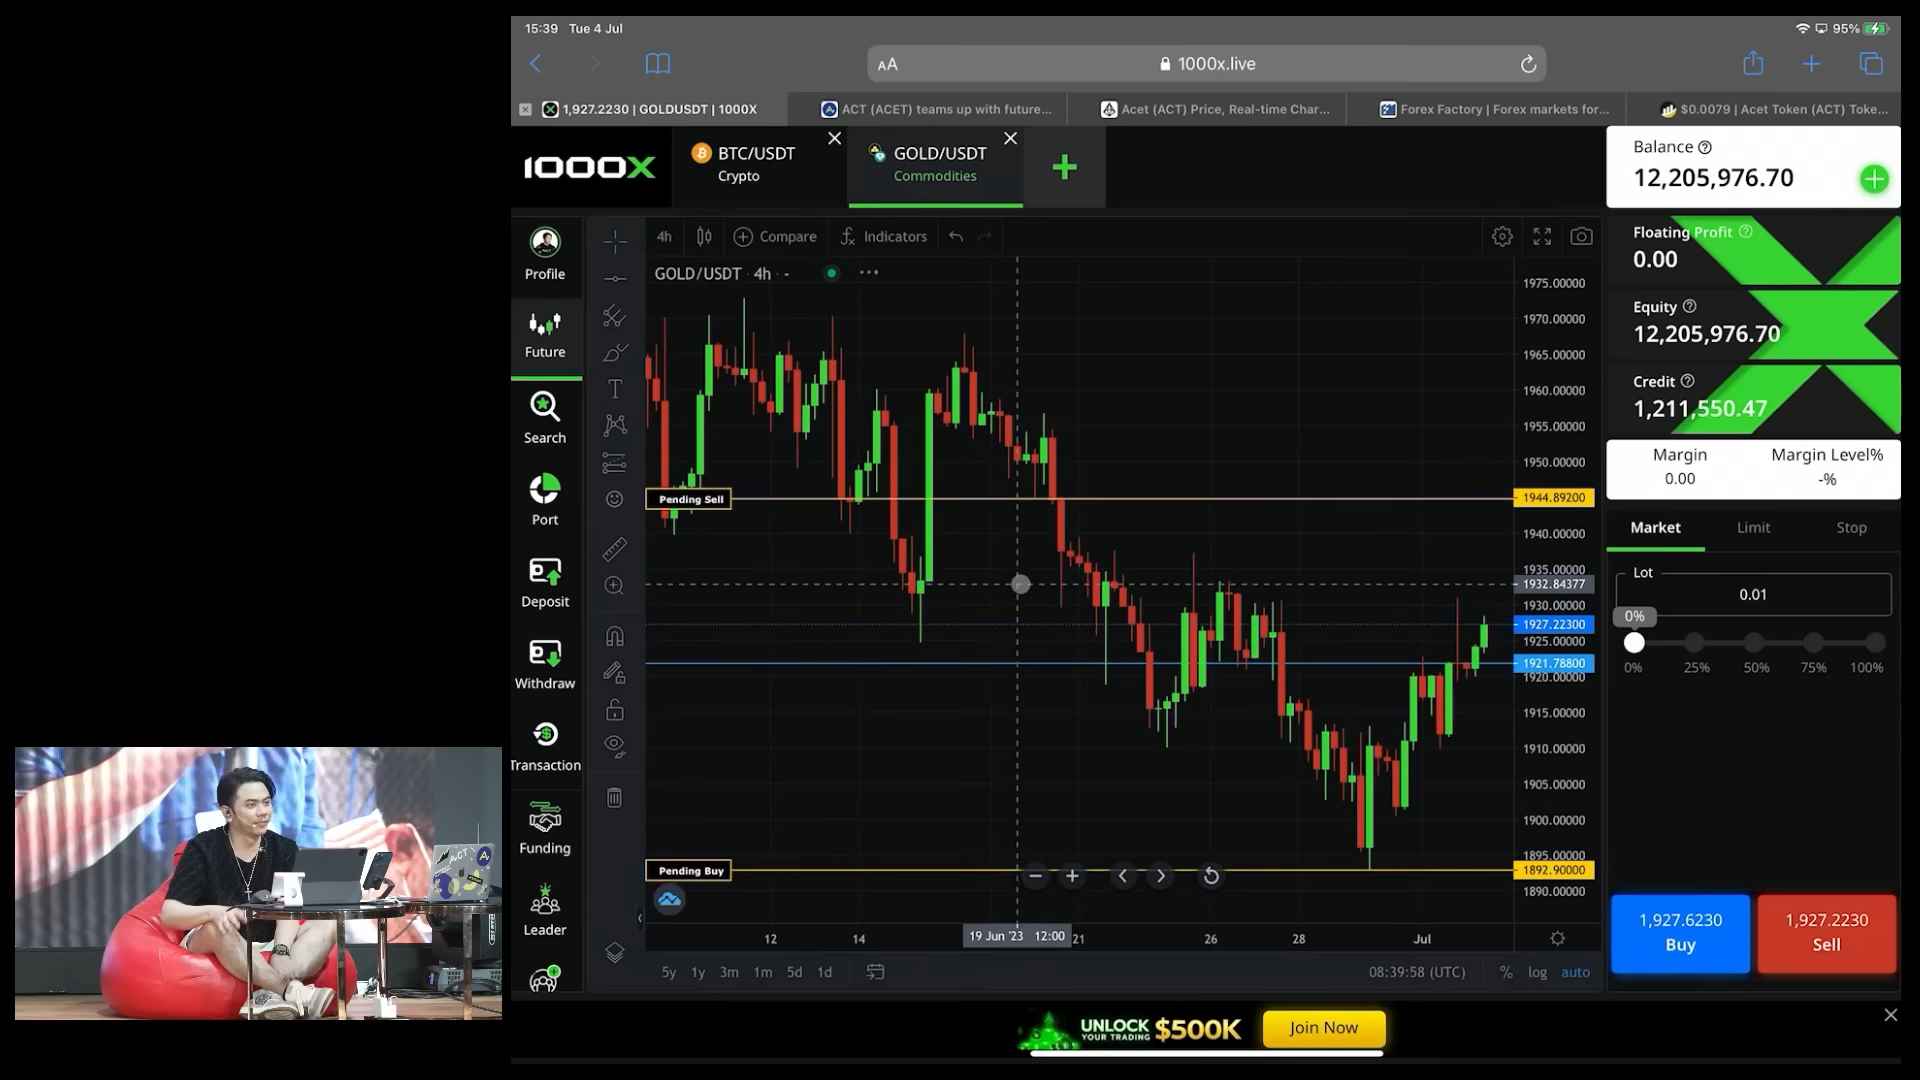 15:39 Tue 4 Jul
95%
AA
1000x.live
1,927.2230 | GOLDUSDT | 1000X
ACT (ACET) teams up with future...
Acet (ACT) Price, Real-time Char...
Forex Factory | Forex markets for...
$0.0079 | Acet Token (ACT) Toke...
1000X
BTC/USDT
Crypto
GOLD/USDT
Commodities
Balance
12,205,976.70
Profile
Future
Search
Port
Deposit
Withdraw
Transaction
Funding
Leader
4h
Compare
Indicators
GOLD/USDT · 4h · -
Pending Sell
Pending Buy
1975.00000
1970.00000
1965.00000
1960.00000
1955.00000
1950.00000
1944.89200
1940.00000
1935.00000
1932.84377
1930.00000
1927.22300
1925.00000
1921.78800
1920.00000
1915.00000
1910.00000
1905.00000
1900.00000
1895.00000
1892.90000
1890.00000
12
14
19 Jun '23 12:00
21
26
28
Jul
5y 1y 3m 1m 5d 1d
08:39:58 (UTC)
% log auto
Floating Profit
0.00
Equity
12,205,976.70
Credit
1,211,550.47
Margin
0.00
Margin Level%
-%
Market
Limit
Stop
Lot
0.01
0%
0% 25% 50% 75% 100%
1,927.6230
Buy
1,927.2230
Sell
UNLOCK
YOUR TRADING
$500K
Join Now